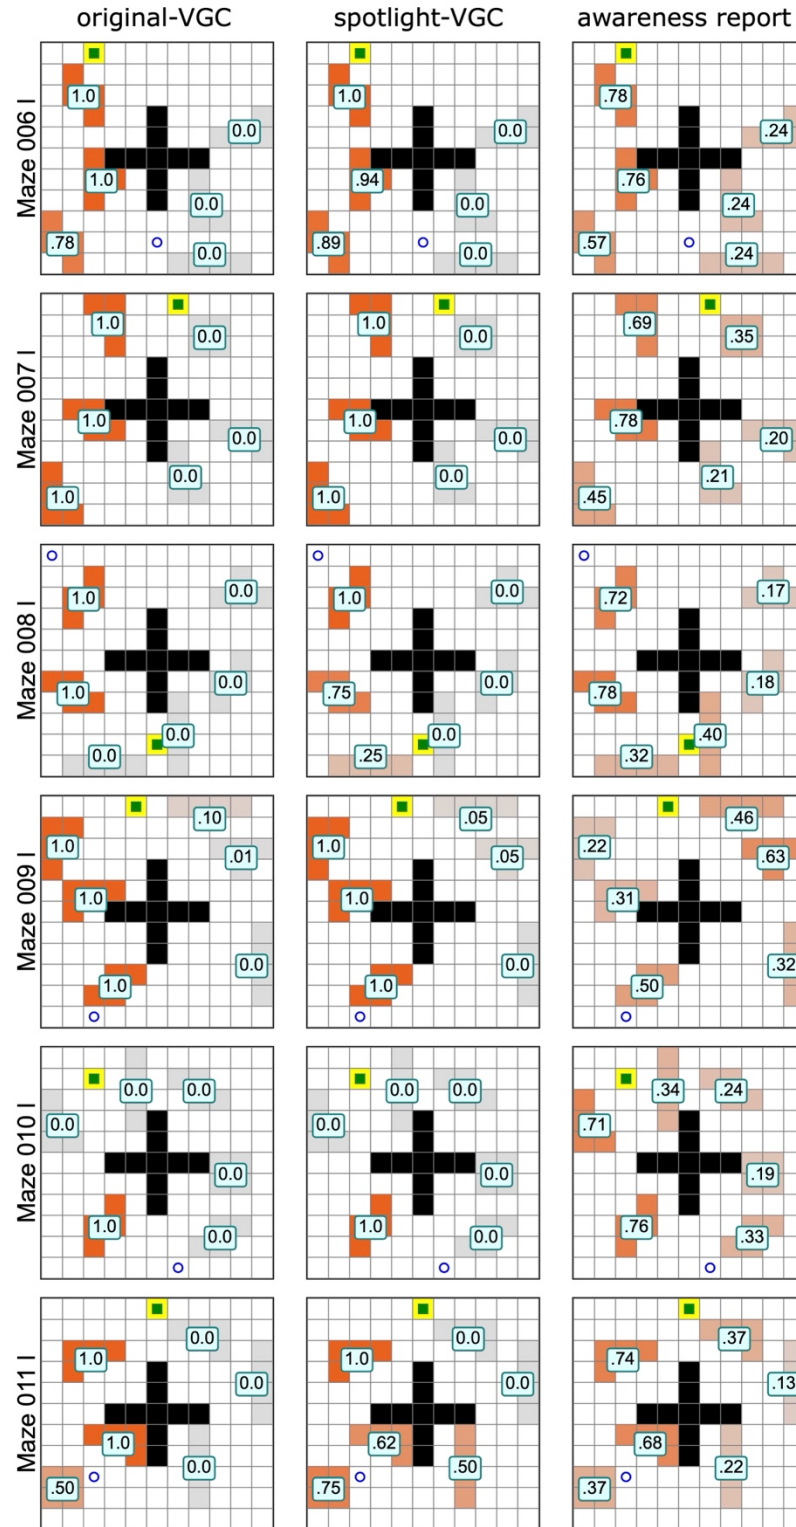 original-VGC spotlight-VGC awareness report
Maze 006 I
1.0 1.0 .78
0.0 0.0 .24
1.0 .94 .76
0.0 0.0 .24
.78 .89 .57
0.0 0.0 .24
Maze 007 I
1.0 1.0 .69
0.0 0.0 .35
1.0 1.0 .78
0.0 0.0 .20
0.0 0.0 .21
1.0 1.0 .45
Maze 008 I
0.0 0.0 .17
1.0 1.0 .72
0.0 0.0 .18
1.0 .75 .78
0.0 0.0 .40
0.0 .25 .32
Maze 009 I
.10 .05 .46
1.0 1.0 .22
.01 .05 .63
1.0 1.0 .31
0.0 0.0 .32
1.0 1.0 .50
Maze 010 I
0.0 0.0 0.0 0.0 .34 .24
0.0 0.0 .71
0.0 0.0 .19
1.0 1.0 .76
0.0 0.0 .33
Maze 011 I
0.0 0.0 .37
1.0 1.0 .74
0.0 0.0 .13
1.0 .62 .68
0.0 .50 .22
.50 .75 .37